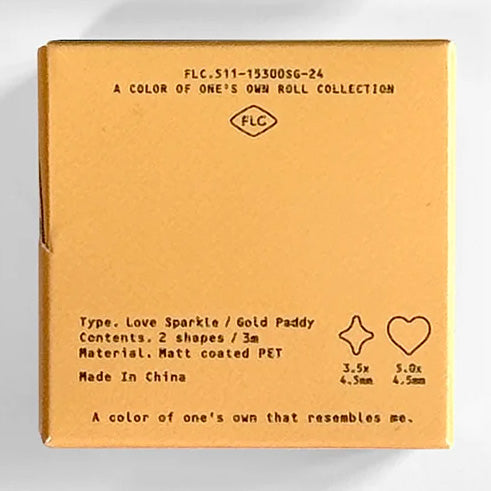 FLC.S11-15300SG-24
A COLOR OF ONE'S OWN ROLL COLLECTION
FLC
Type. Love Sparkle / Gold Paddy
Contents. 2 shapes / 3m
Material. Matt coated PET
Made In China
3.5x
4.5mm
5.0x
4.5mm
A color of one's own that resembles me.